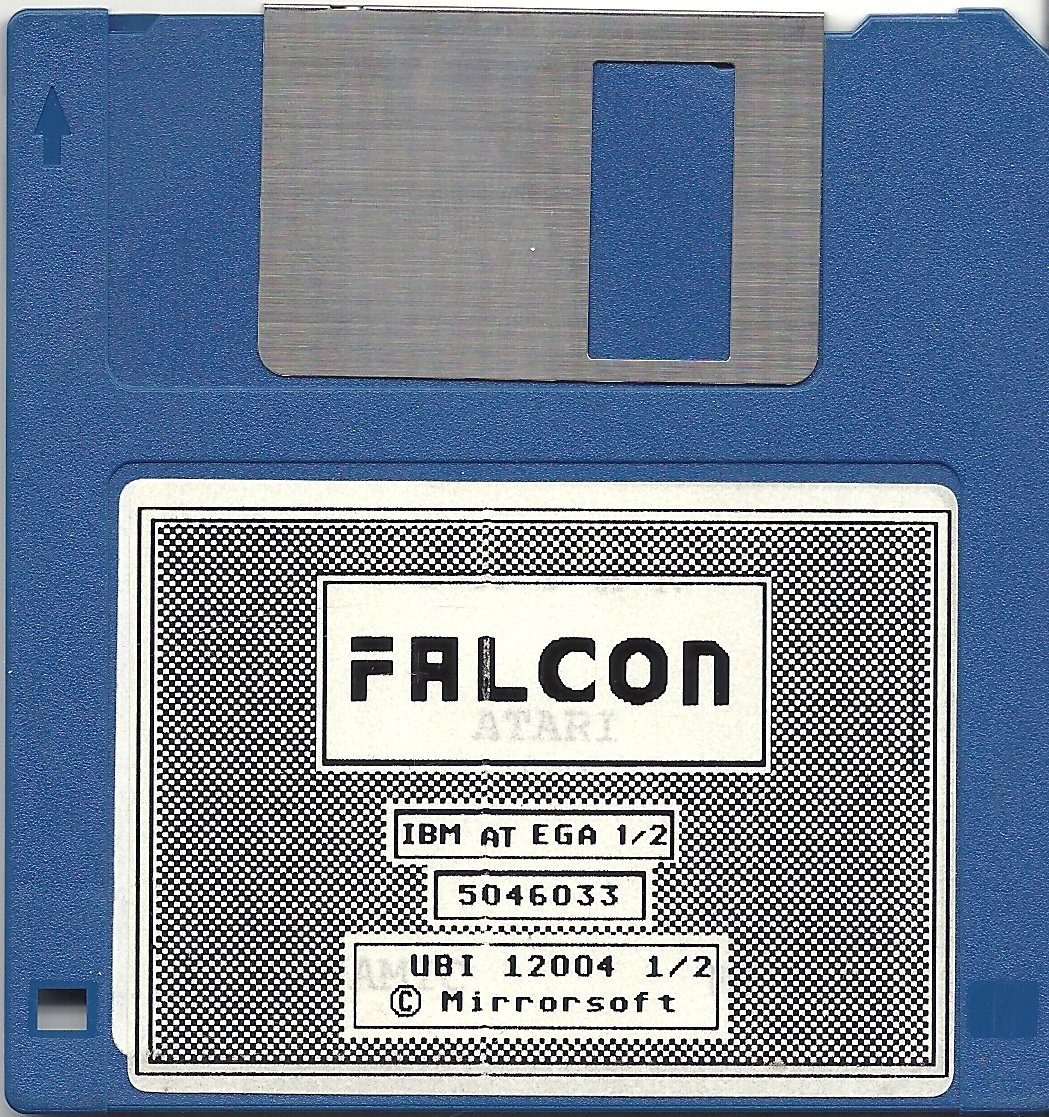 FALCON
ATARI
IBM AT EGA 1/2
5046033
UBI 12004 1/2
© Mirrorsoft